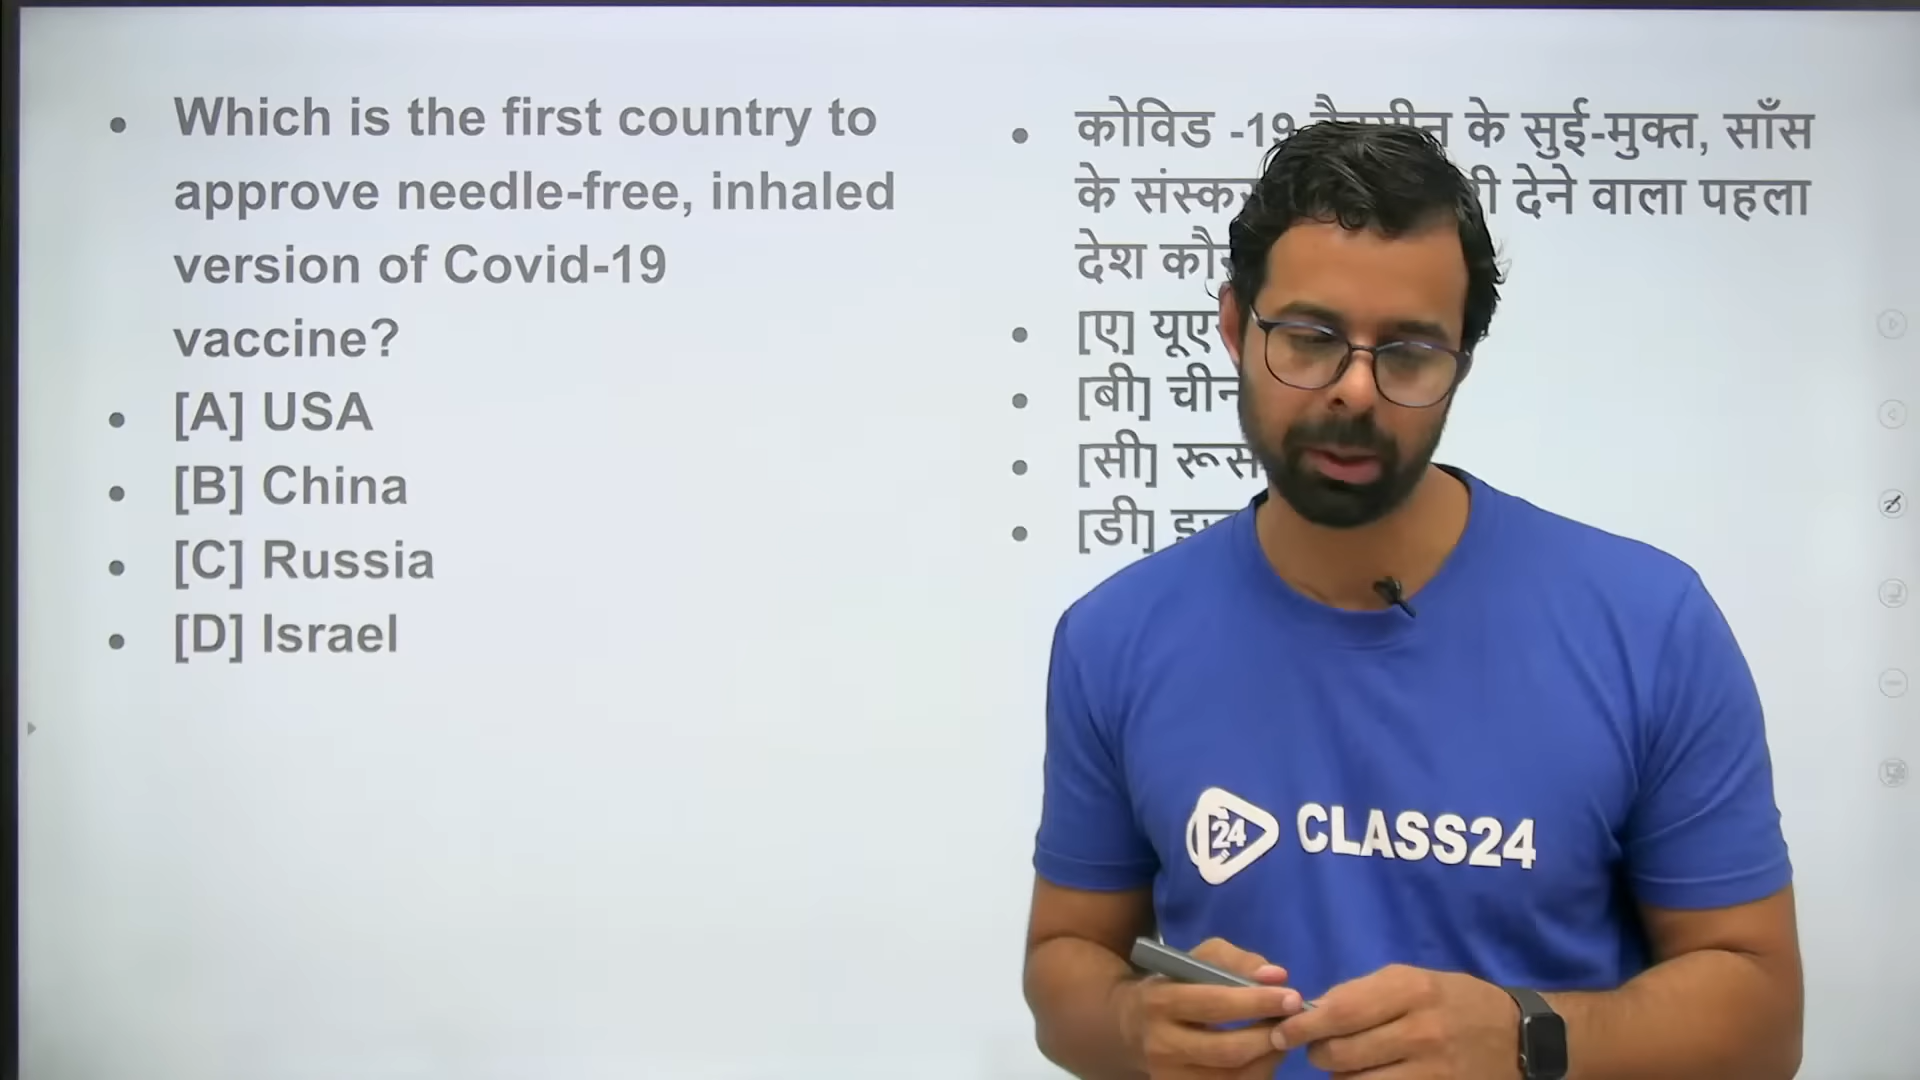 • Which is the first country to
approve needle-free, inhaled
version of Covid-19
vaccine?
• [A] USA
• [B] China
• [C] Russia
• [D] Israel
• कोविड -19 के सुई-मुक्त, साँस
के देने वाला पहला
देश
• [ए]
• [बी] चीन
• [सी] रूस
• [डी]
24 CLASS24